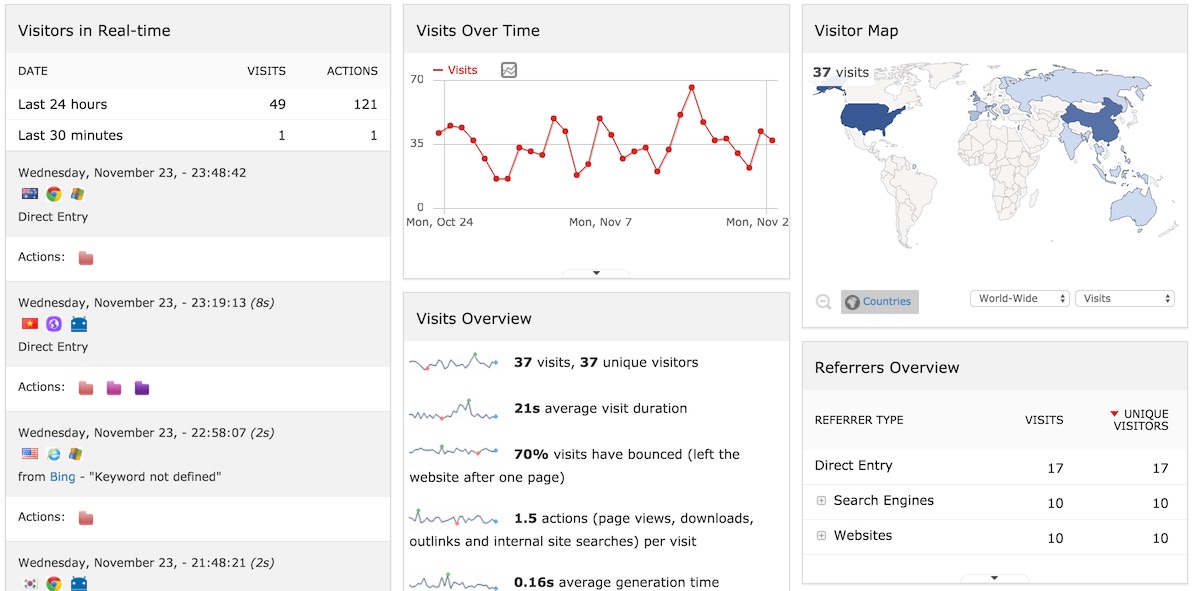 Visitors in Real-time
DATE VISITS ACTIONS
Last 24 hours 49 121
Last 30 minutes 1 1
Wednesday, November 23, - 23:48:42
Direct Entry
Actions:
Wednesday, November 23, - 23:19:13 (8s)
Direct Entry
Actions:
Wednesday, November 23, - 22:58:07 (2s)
from Bing - "Keyword not defined"
Actions:
Wednesday, November 23, - 21:48:21 (2s)
Visits Over Time
Visits
70
35
0
Mon, Oct 24 Mon, Nov 7 Mon, Nov 2
Visits Overview
37 visits, 37 unique visitors
21s average visit duration
70% visits have bounced (left the
website after one page)
1.5 actions (page views, downloads,
outlinks and internal site searches) per visit
0.16s average generation time
Visitor Map
37 visits
Countries World-Wide Visits
Referrers Overview
REFERRER TYPE VISITS UNIQUE
VISITORS
Direct Entry 17 17
Search Engines 10 10
Websites 10 10